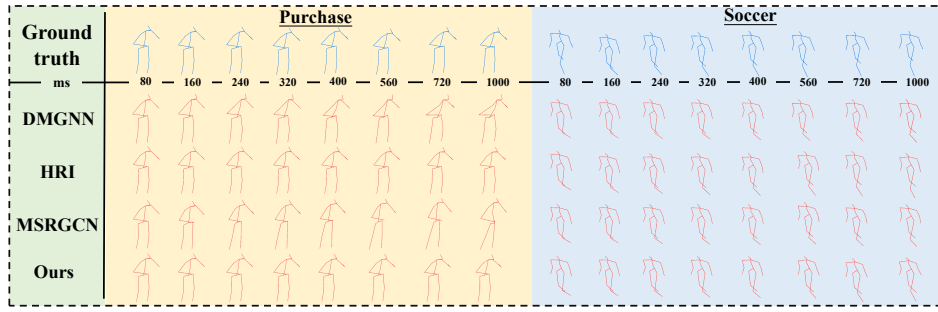 Purchase
Soccer
Ground
truth
ms 80 160 240 320 400 560 720 1000 80 160 240 320 400 560 720 1000
DMGNN
HRI
MSRGCN
Ours